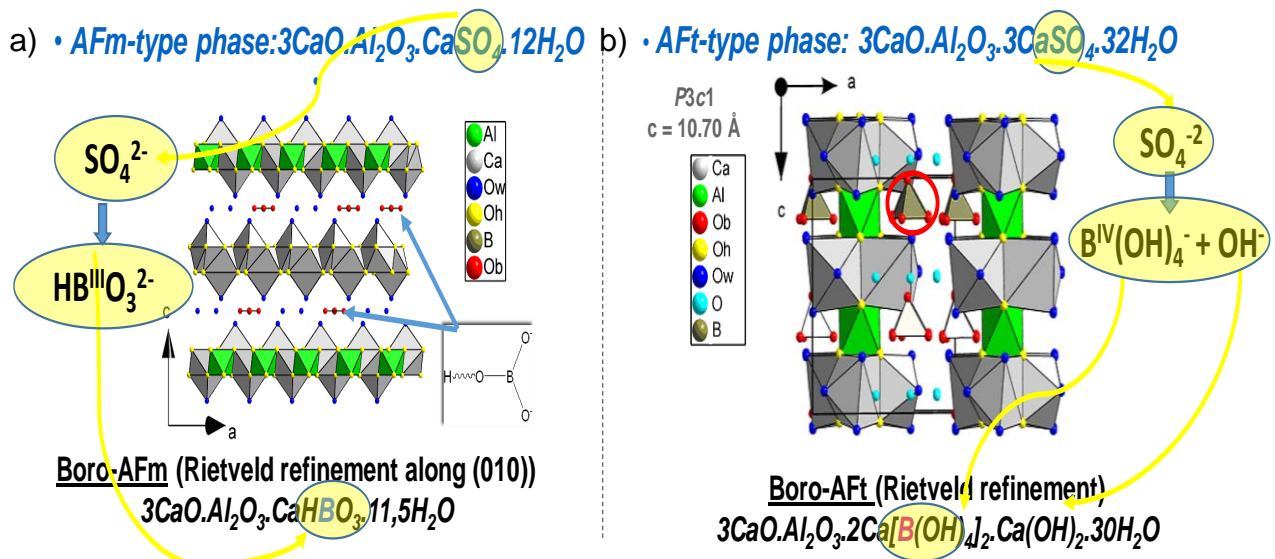 a) • AFm-type phase:3CaO.Al₂O₃.CaSO₄.12H₂O
•
SO₄²⁻
HBᴵᴵᴵO₃²⁻
Al
Ca
Ow
Oh
B
Ob
c
a
H O B O⁻ O⁻
Boro-AFm (Rietveld refinement along (010))
3CaO.Al₂O₃.CaHBO₃.11,5H₂O
b) • AFt-type phase: 3CaO.Al₂O₃.3CaSO₄.32H₂O
P3c1
c = 10.70 Å
a
c
Ca
Al
Ob
Oh
Ow
O
B
SO₄⁻²
Bᴵⱽ(OH)₄⁻ + OH⁻
Boro-AFt (Rietveld refinement)
3CaO.Al₂O₃.2Ca[B(OH)₄]₂.Ca(OH)₂.30H₂O